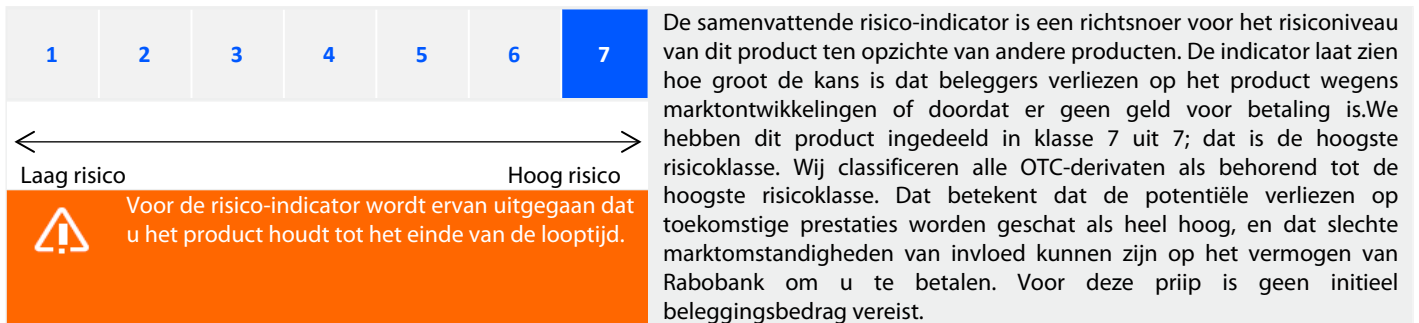 1 2 3 4 5 6 7
Laag risico Hoog risico
Voor de risico-indicator wordt ervan uitgegaan dat
u het product houdt tot het einde van de looptijd.
De samenvattende risico-indicator is een richtsnoer voor het risiconiveau
van dit product ten opzichte van andere producten. De indicator laat zien
hoe groot de kans is dat beleggers verliezen op het product wegens
marktontwikkelingen of doordat er geen geld voor betaling is.We
hebben dit product ingedeeld in klasse 7 uit 7; dat is de hoogste
risicoklasse. Wij classificeren alle OTC-derivaten als behorend tot de
hoogste risicoklasse. Dat betekent dat de potentiële verliezen op
toekomstige prestaties worden geschat als heel hoog, en dat slechte
marktomstandigheden van invloed kunnen zijn op het vermogen van
Rabobank om u te betalen. Voor deze priip is geen initieel
beleggingsbedrag vereist.